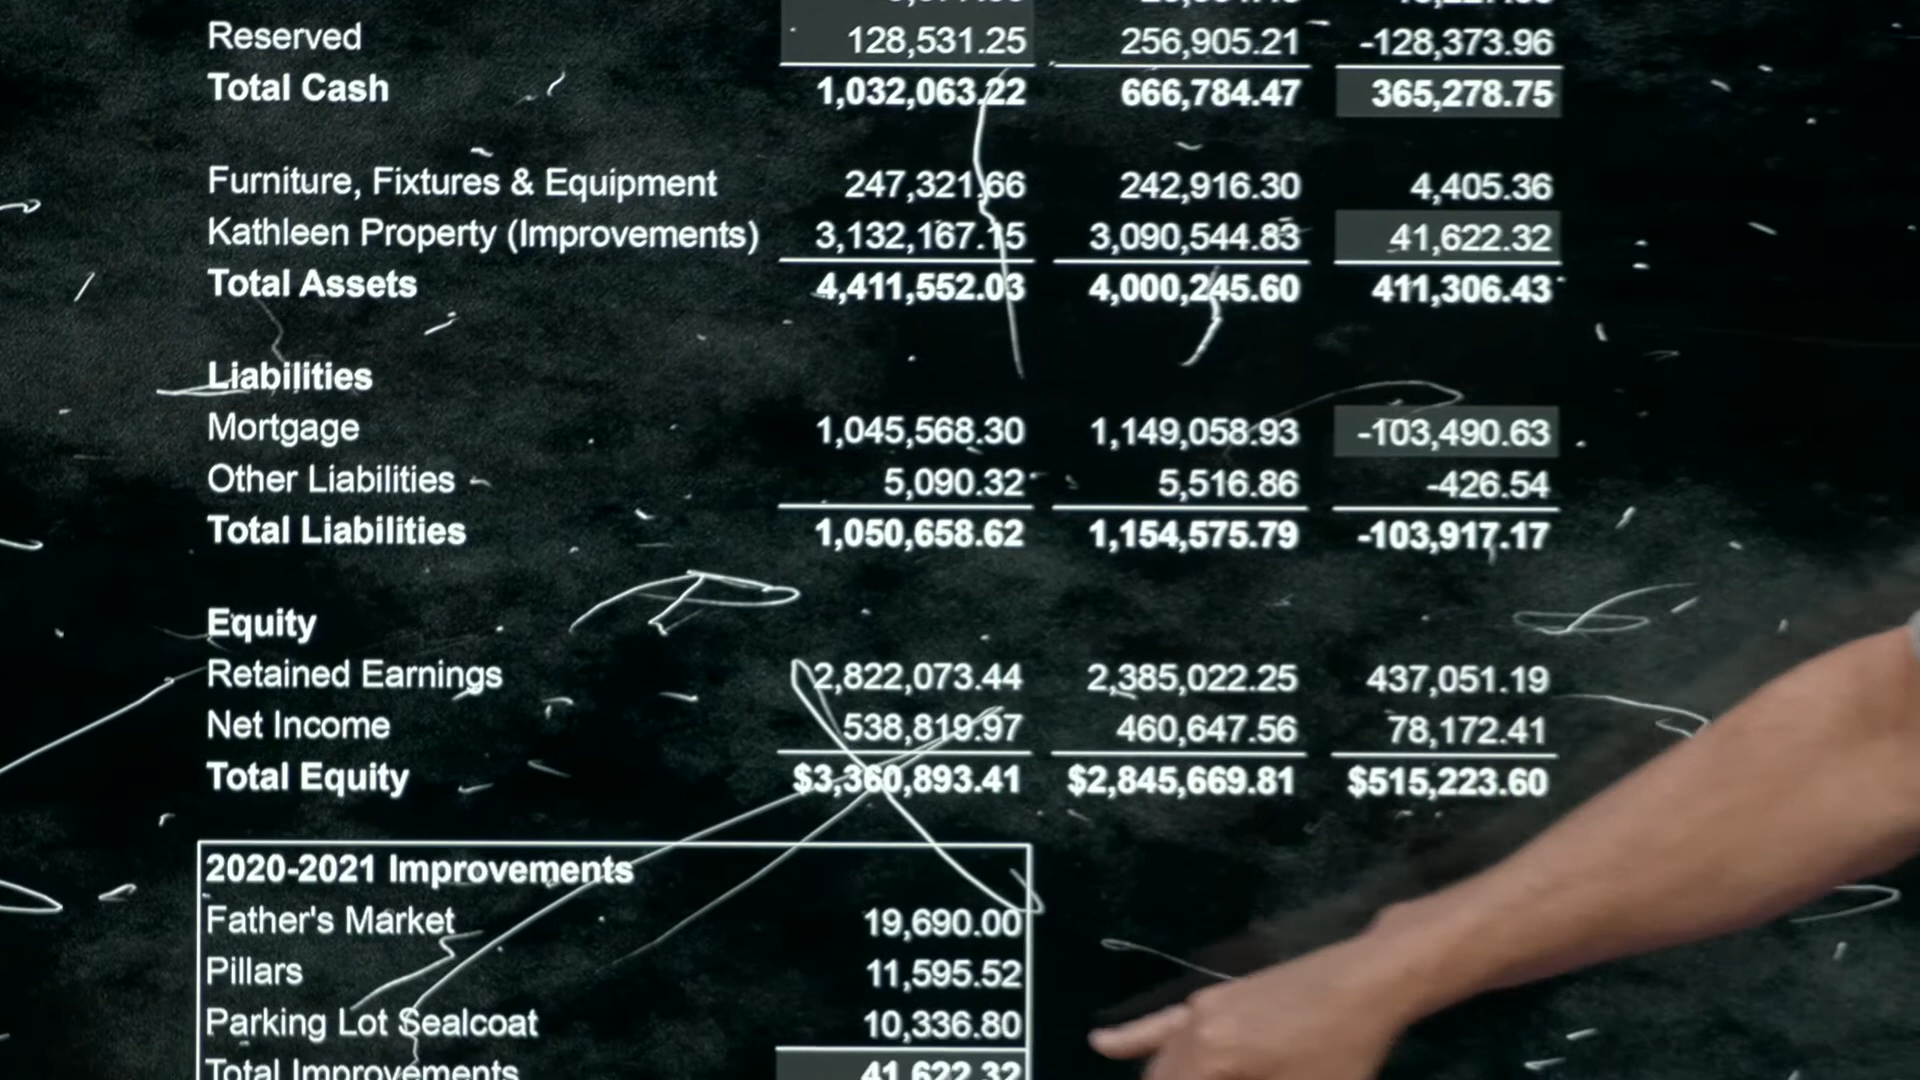 Reserved 128,531.25 256,905.21 -128,373.96
Total Cash 1,032,063.22 666,784.47 365,278.75
Furniture, Fixtures & Equipment 247,321.66 242,916.30 4,405.36
Kathleen Property (Improvements) 3,132,167.15 3,090,544.83 41,622.32
Total Assets 4,411,552.03 4,000,245.60 411,306.43
Liabilities
Mortgage 1,045,568.30 1,149,058.93 -103,490.63
Other Liabilities 5,090.32 5,516.86 -426.54
Total Liabilities 1,050,658.62 1,154,575.79 -103,917.17
Equity
Retained Earnings 2,822,073.44 2,385,022.25 437,051.19
Net Income 538,819.97 460,647.56 78,172.41
Total Equity $3,360,893.41 $2,845,669.81 $515,223.60
2020-2021 Improvements
Father's Market 19,690.00
Pillars 11,595.52
Parking Lot Sealcoat 10,336.80
Total Improvements 41,622.32